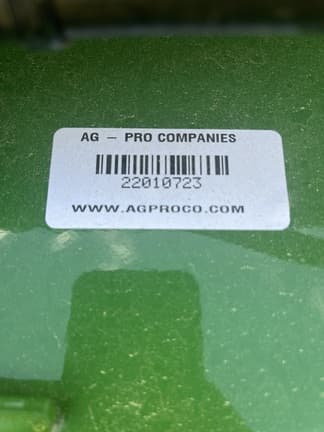 AG – PRO COMPANIES
22010723
WWW.AGPROCO.COM